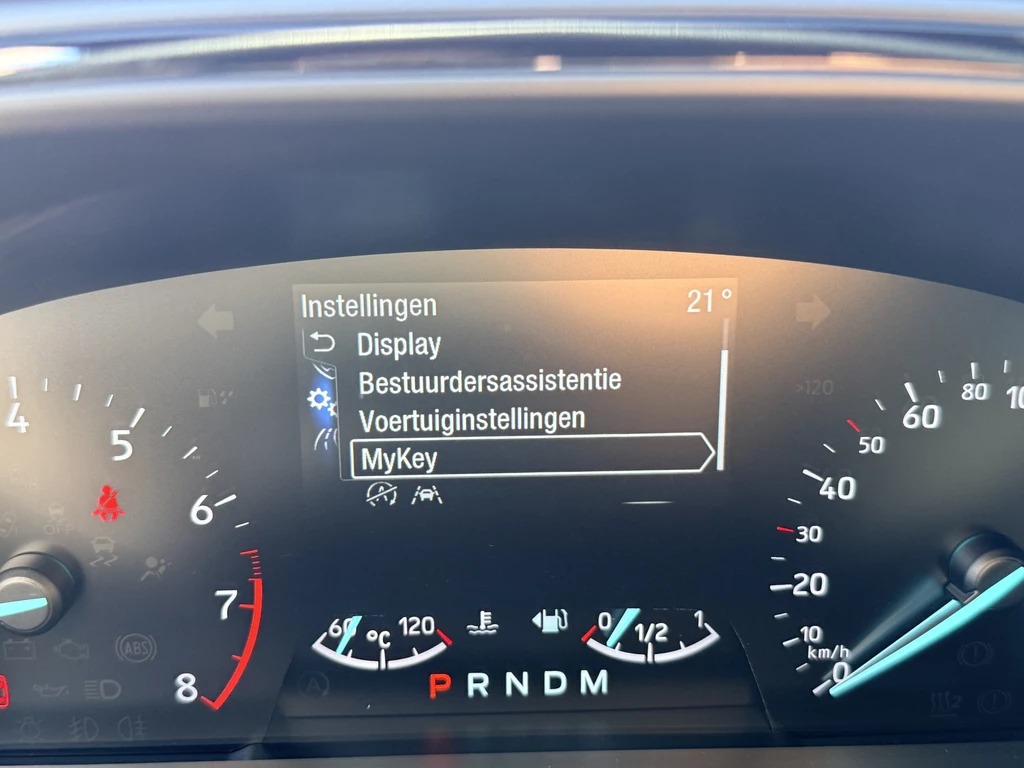 Instellingen 21°
Display
Bestuurdersassistentie
Voertuiginstellingen
MyKey
4
5
6
7
8
>120
0
10
20
30
40
50
60
80
km/h
60 °C 120
0 1/2 1
P R N D M
ABS
OFF
A